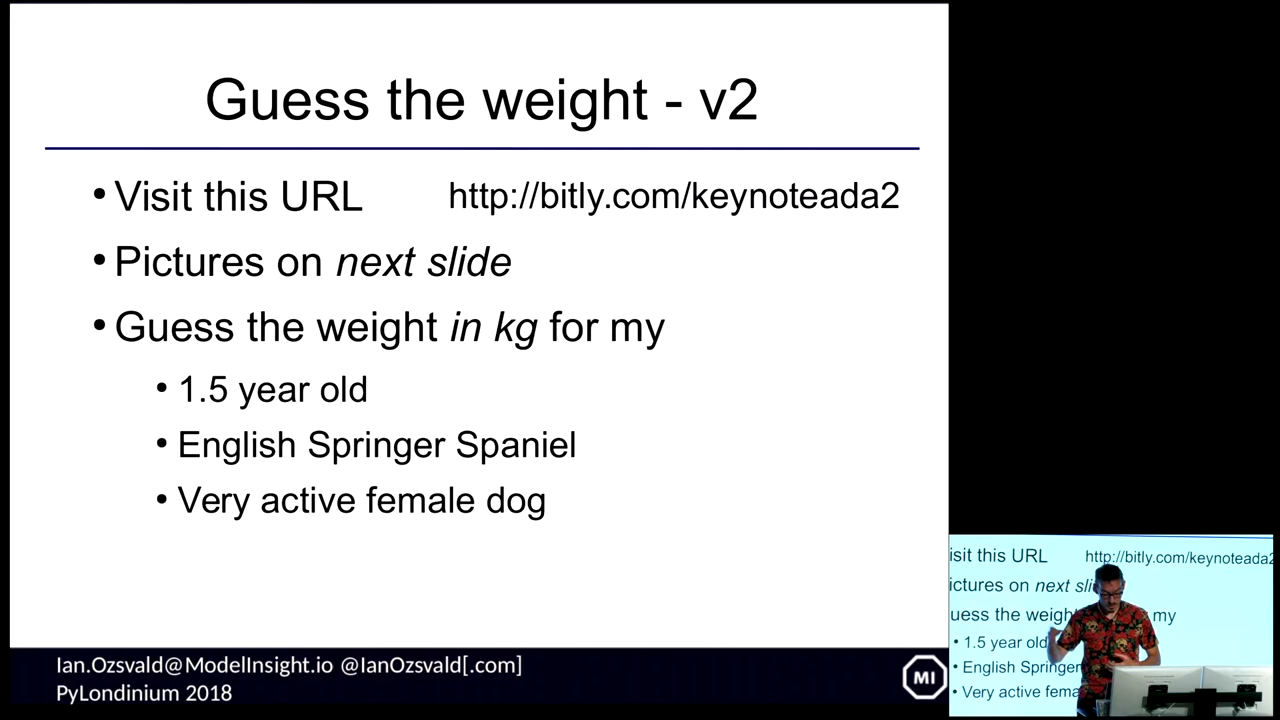 Guess the weight - v2
• Visit this URL http://bitly.com/keynoteada2
• Pictures on next slide
• Guess the weight in kg for my
• 1.5 year old
• English Springer Spaniel
• Very active female dog
Ian.Ozsvald@ModelInsight.io @IanOzsvald[.com]
PyLondinium 2018
MI
isit this URL http://bitly.com/keynoteada2
ictures on next sli
uess the weight my
• 1.5 year old
• English Springer
• Very active fema